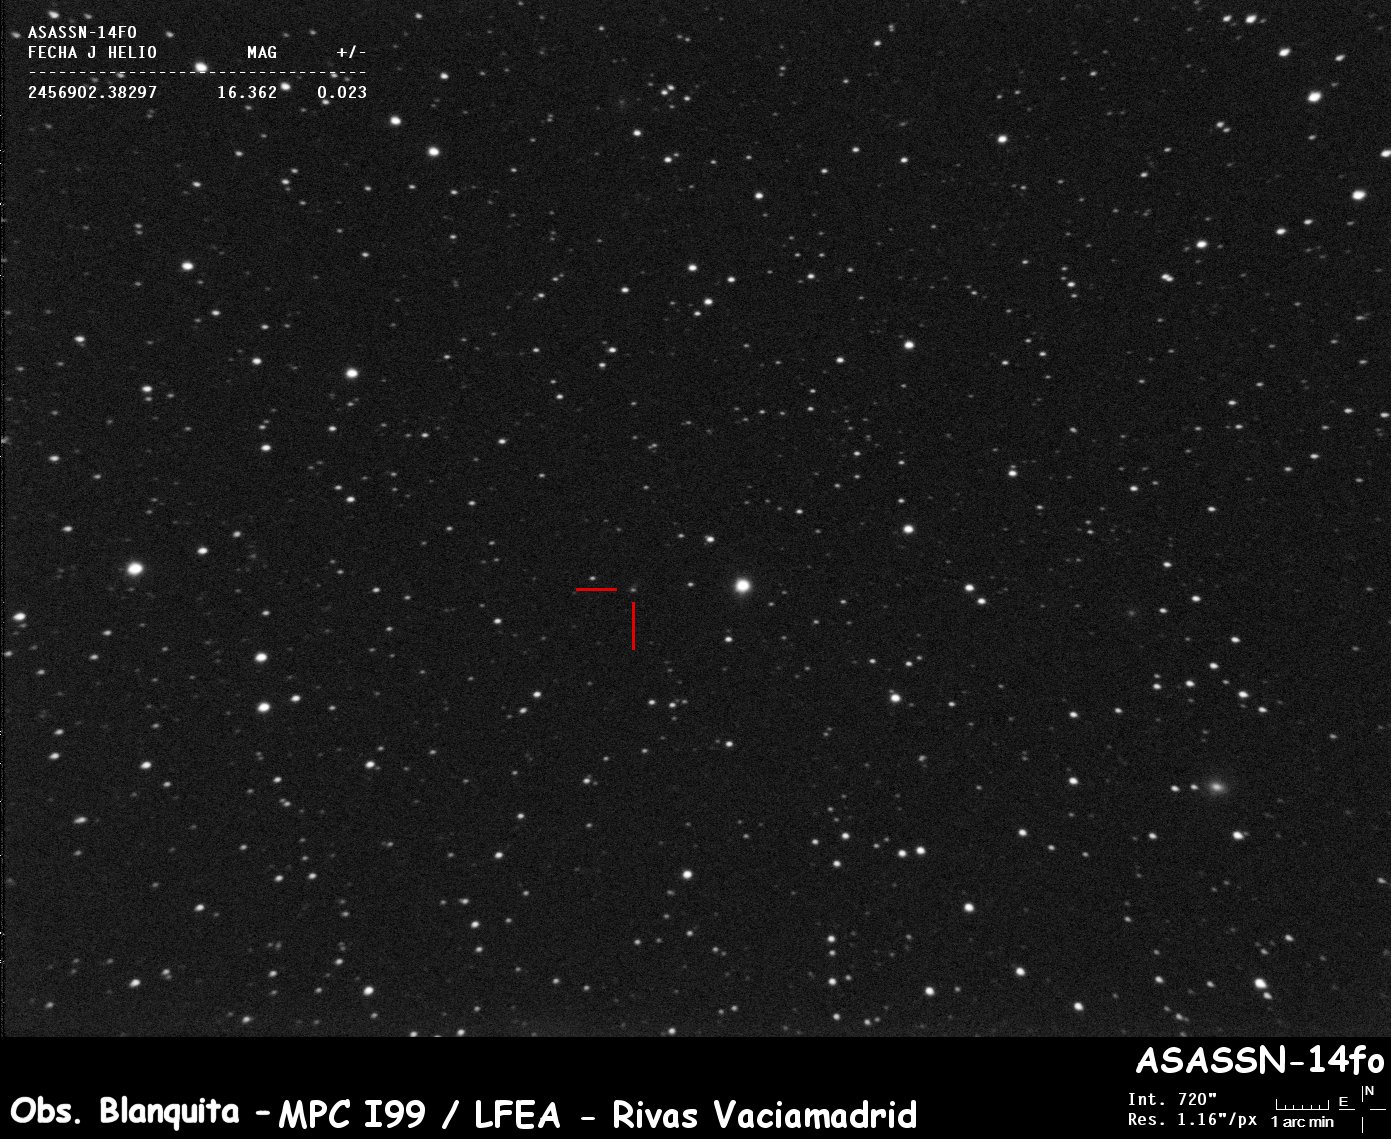 ASASSN-14FO
FECHA J HELIO MAG +/-
----------------------------------
2456902.38297 16.362 0.023
ASASSN-14fo
Obs. Blanquita - MPC I99 / LFEA - Rivas Vaciamadrid
Int. 720"
Res. 1.16"/px
1 arc min
E
N